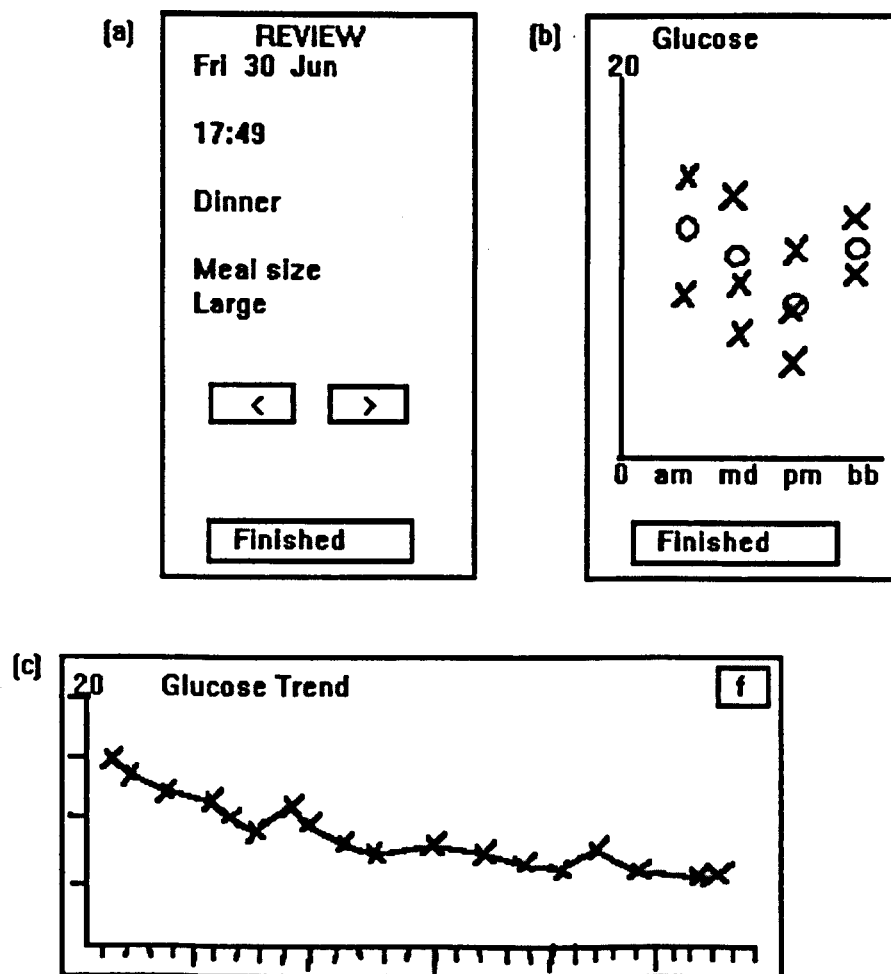 (a)
REVIEW
Fri 30 Jun
17:49
Dinner
Meal size
Large
<
>
Finished
(b)
Glucose
20
0 am md pm bb
Finished
(c)
20 Glucose Trend
f